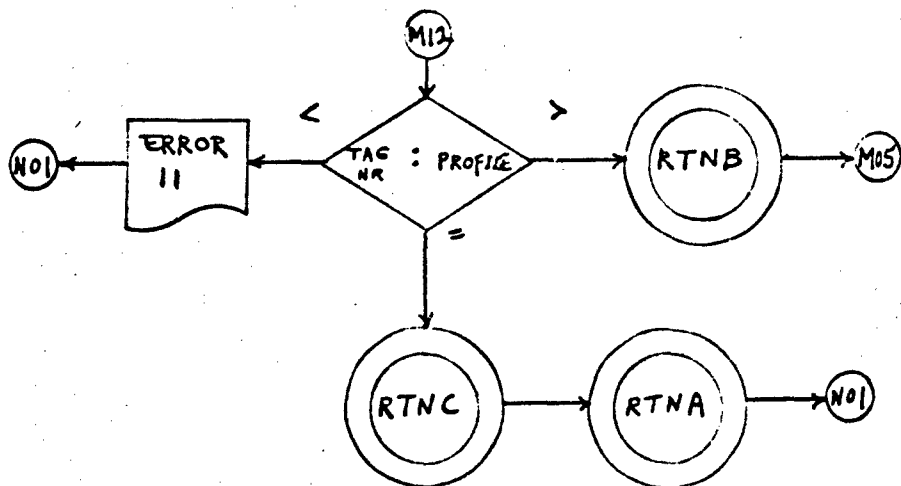 M12
<
>
ERROR
11
TAG
NR : PROFILE
RTNB
M05
N01
=
RTNC
RTNA
N01